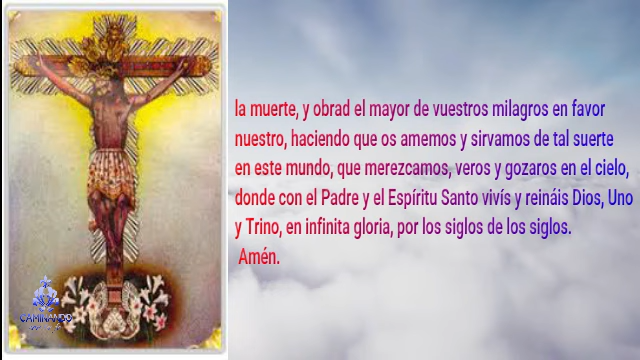 la muerte, y obrad el mayor de vuestros milagros en favor
nuestro, haciendo que os amemos y sirvamos de tal suerte
en este mundo, que merezcamos, veros y gozaros en el cielo,
donde con el Padre y el Espíritu Santo vivís y reináis Dios, Uno
y Trino, en infinita gloria, por los siglos de los siglos.
Amén.
CAMINANDO